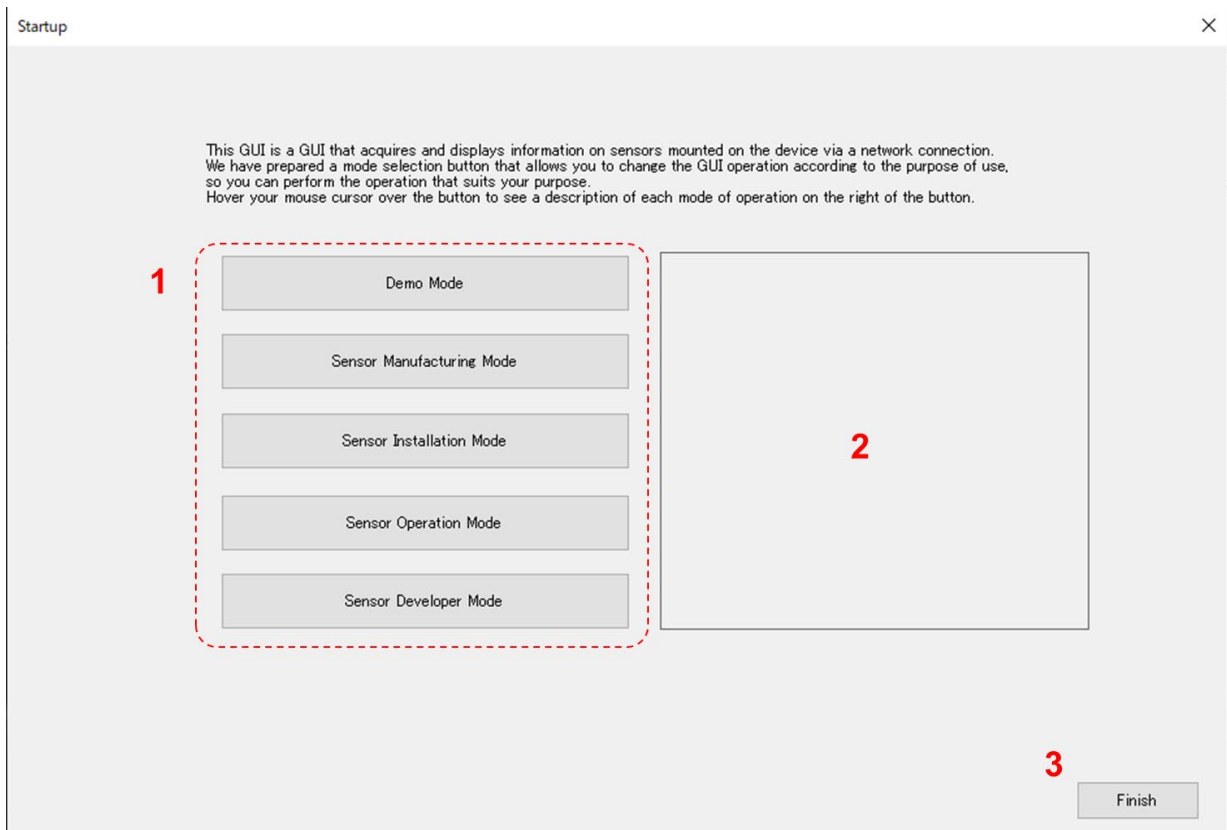 Startup
This GUI is a GUI that acquires and displays information on sensors mounted on the device via a network connection.
We have prepared a mode selection button that allows you to change the GUI operation according to the purpose of use,
so you can perform the operation that suits your purpose.
Hover your mouse cursor over the button to see a description of each mode of operation on the right of the button.
1
Demo Mode
Sensor Manufacturing Mode
Sensor Installation Mode
Sensor Operation Mode
Sensor Developer Mode
2
3
Finish